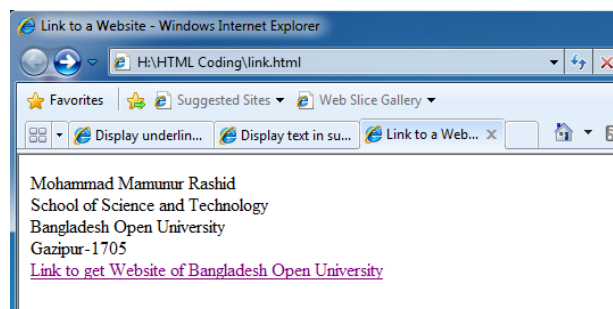 Link to a Website - Windows Internet Explorer
H:\HTML Coding\link.html
Favorites Suggested Sites Web Slice Gallery
Display underlin... Display text in su... Link to a Web...
Mohammad Mamunur Rashid
School of Science and Technology
Bangladesh Open University
Gazipur-1705
Link to get Website of Bangladesh Open University